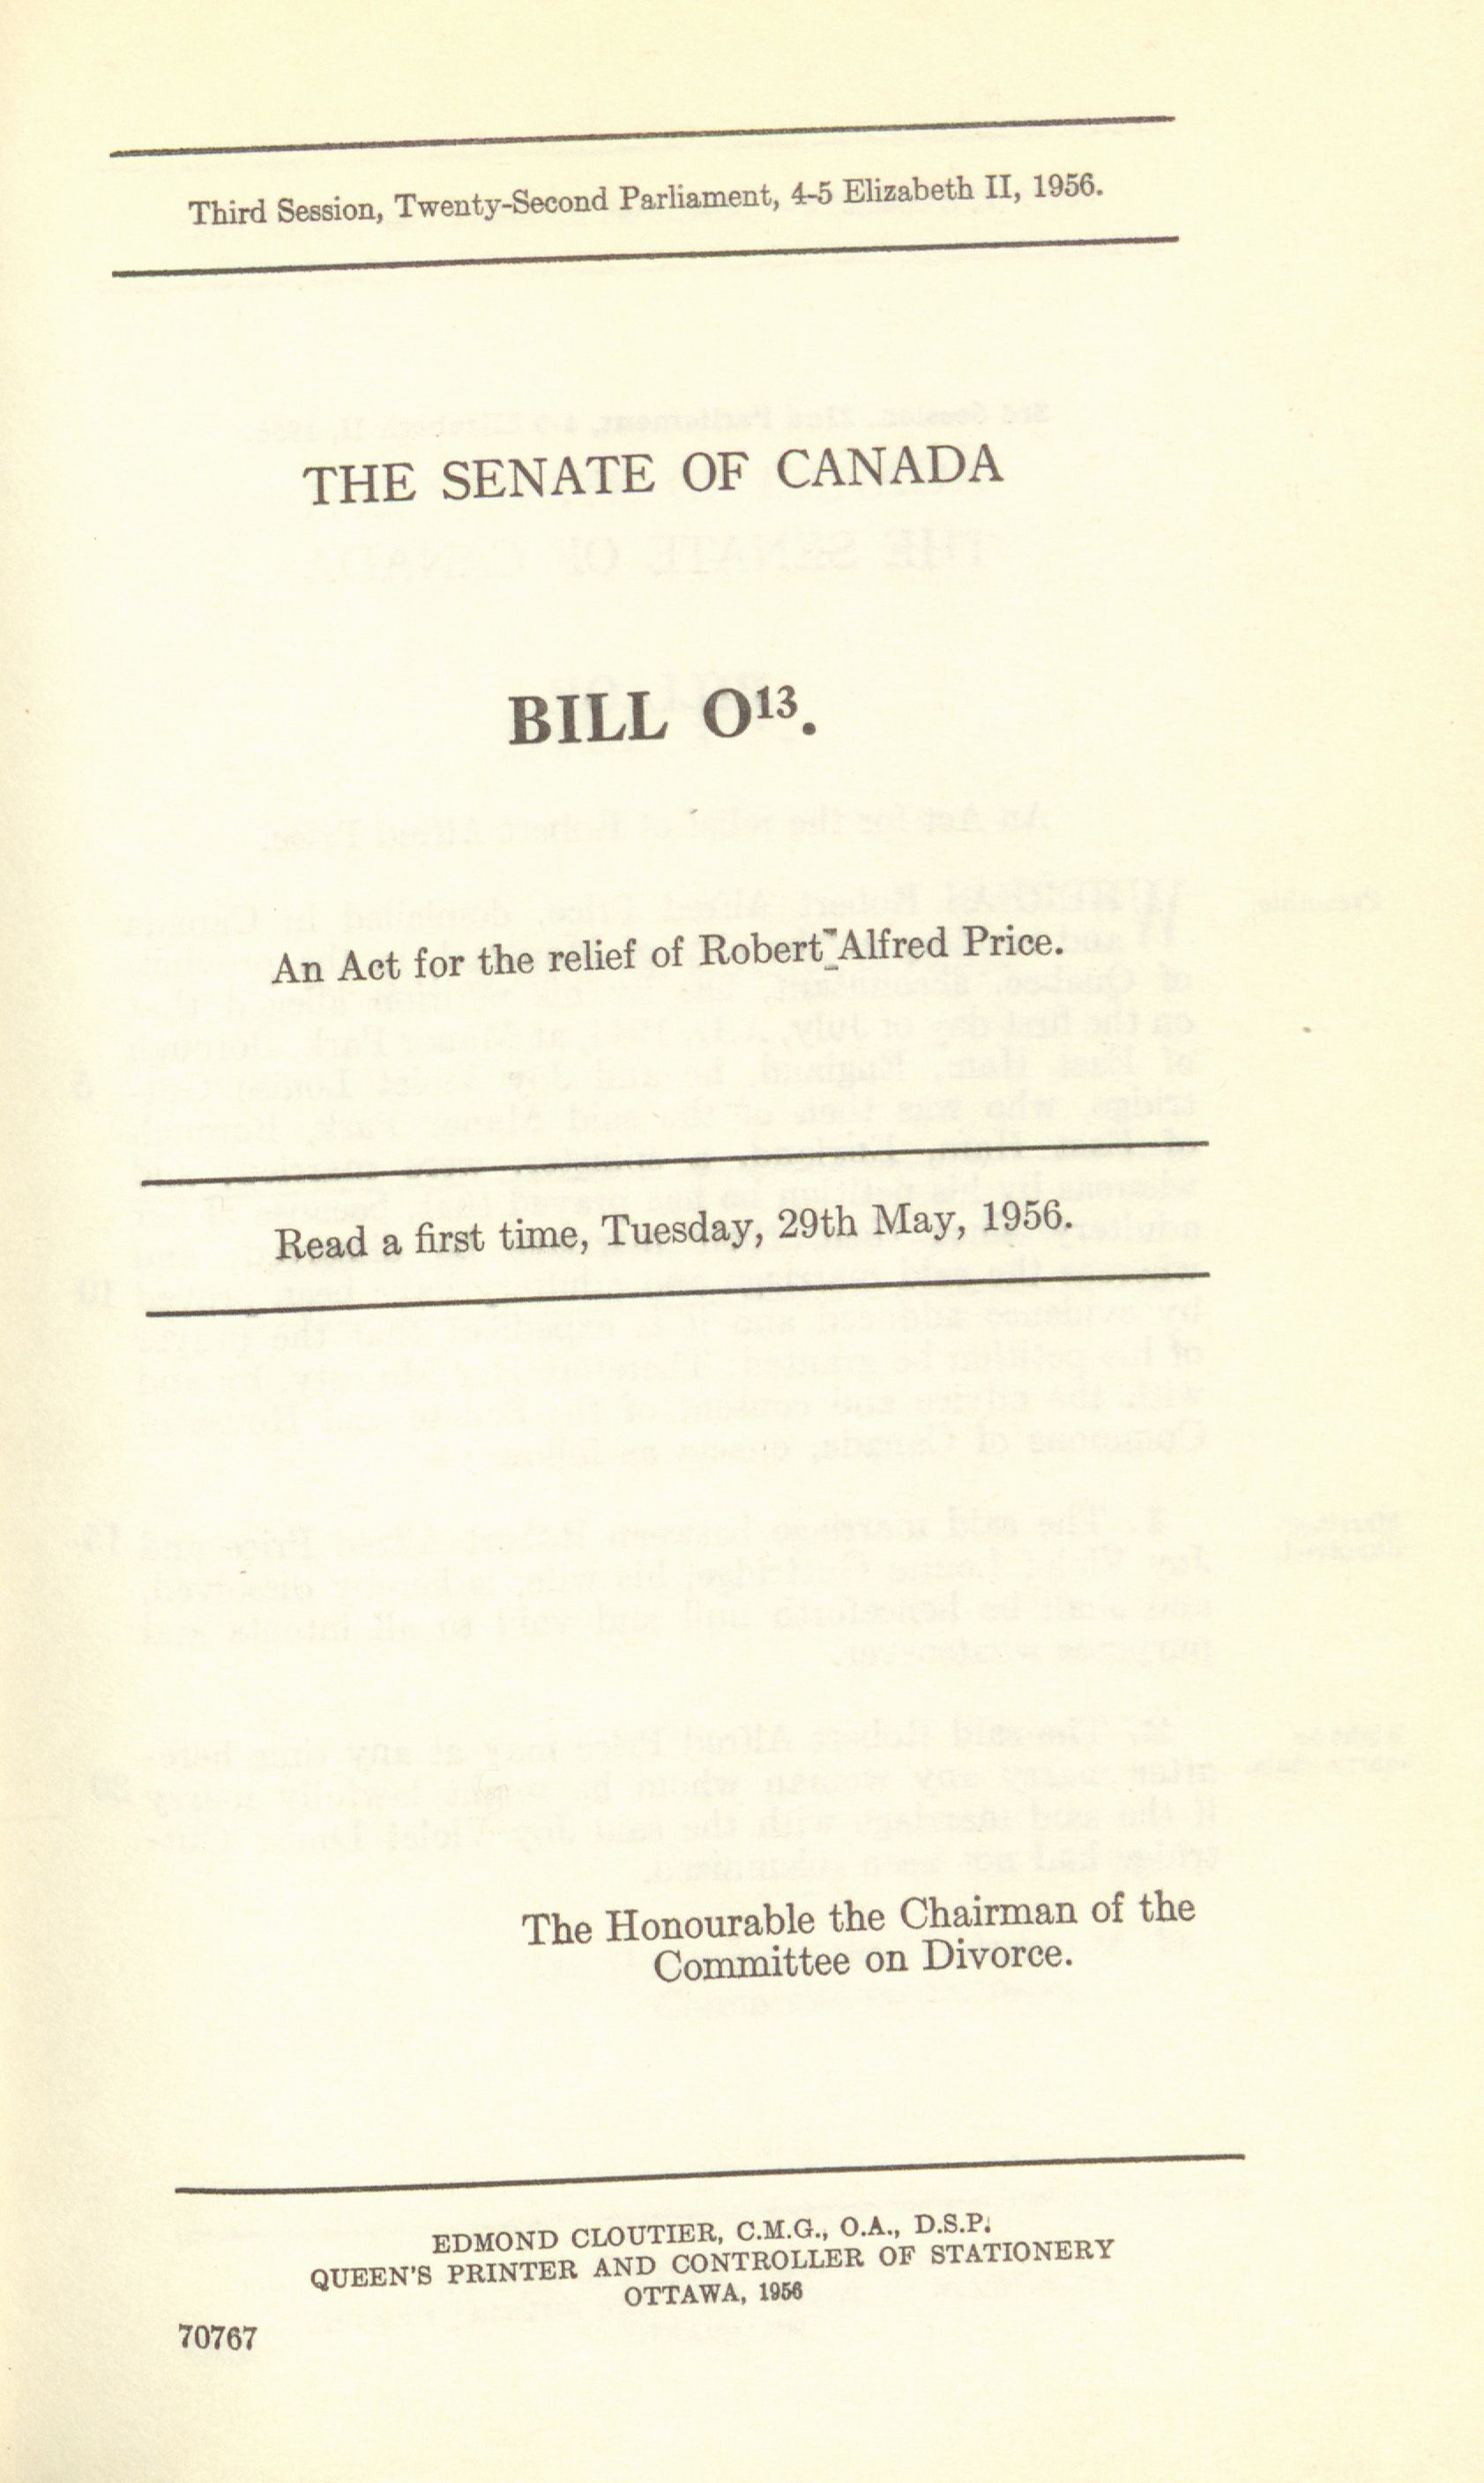 Third Session, Twenty-Second Parliament, 4-5 Elizabeth II, 1956.
THE SENATE OF CANADA
BILL O¹³.
An Act for the relief of Robert Alfred Price.
Read a first time, Tuesday, 29th May, 1956.
The Honourable the Chairman of the
Committee on Divorce.
EDMOND CLOUTIER, C.M.G., O.A., D.S.P.
QUEEN'S PRINTER AND CONTROLLER OF STATIONERY
OTTAWA, 1956
70767